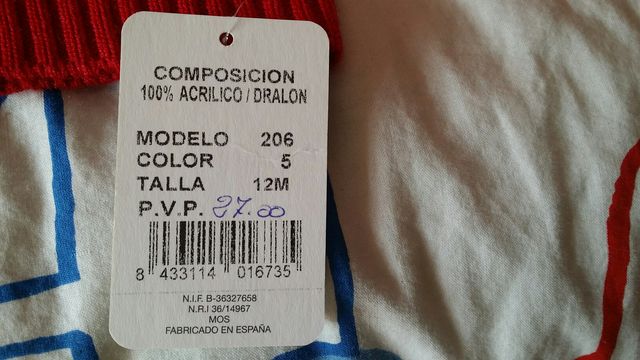 COMPOSICION
100% ACRILICO / DRALON
MODELO 206
COLOR 5
TALLA 12M
P.V.P. 27.00
8 433114 016735
N.I.F. B-36327658
N.R.I 36/14967
MOS
FABRICADO EN ESPAÑA